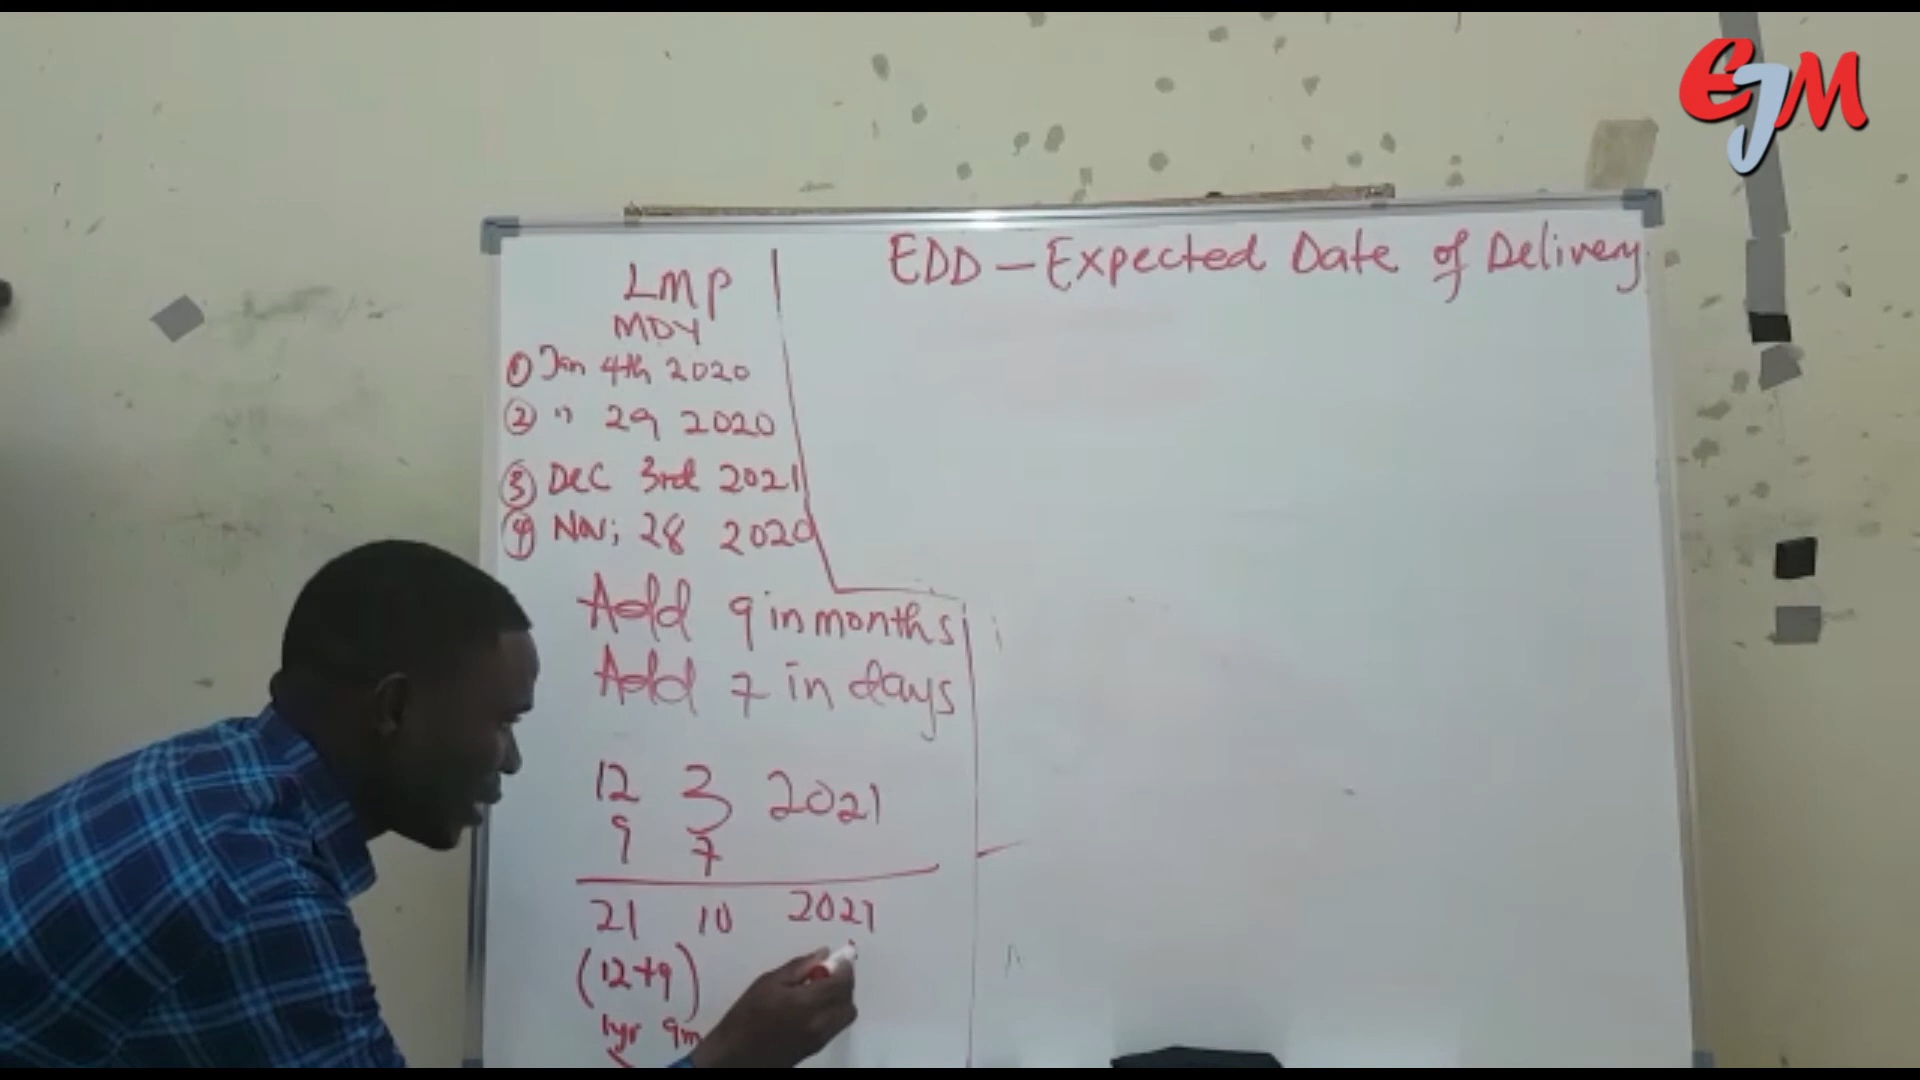 EJM
EDD – Expected Date of Delivery
LMP
MDY
① Jan 4th 2020
② " 29 2020
③ DEC 3rd 2021
④ Nov; 28 2020
Add 9 in months
Add 7 in days
12 3 2021
9 7
21 10 2021
(12+9)
1yr 9m